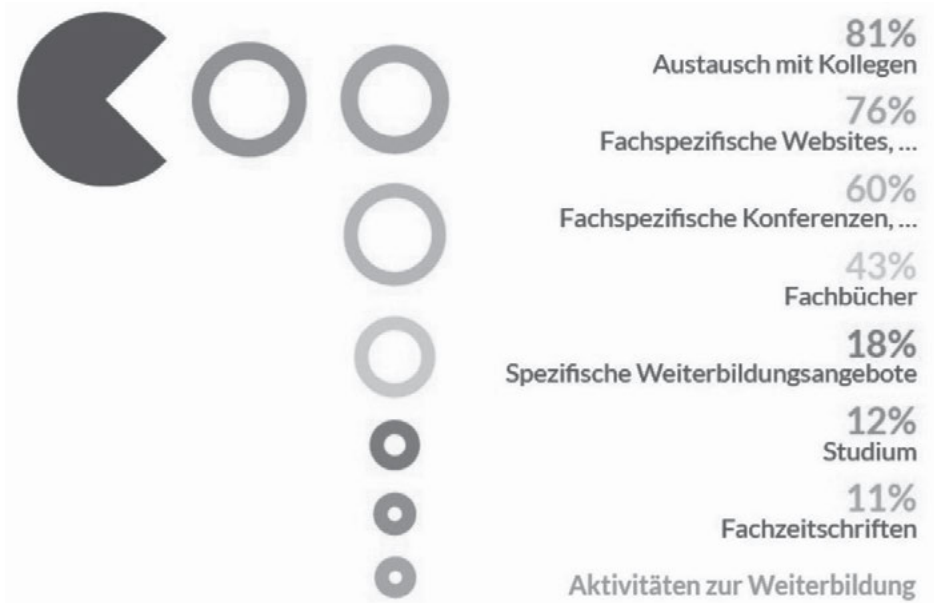 81%
Austausch mit Kollegen
76%
Fachspezifische Websites, ...
60%
Fachspezifische Konferenzen, ...
43%
Fachbücher
18%
Spezifische Weiterbildungsangebote
12%
Studium
11%
Fachzeitschriften
Aktivitäten zur Weiterbildung